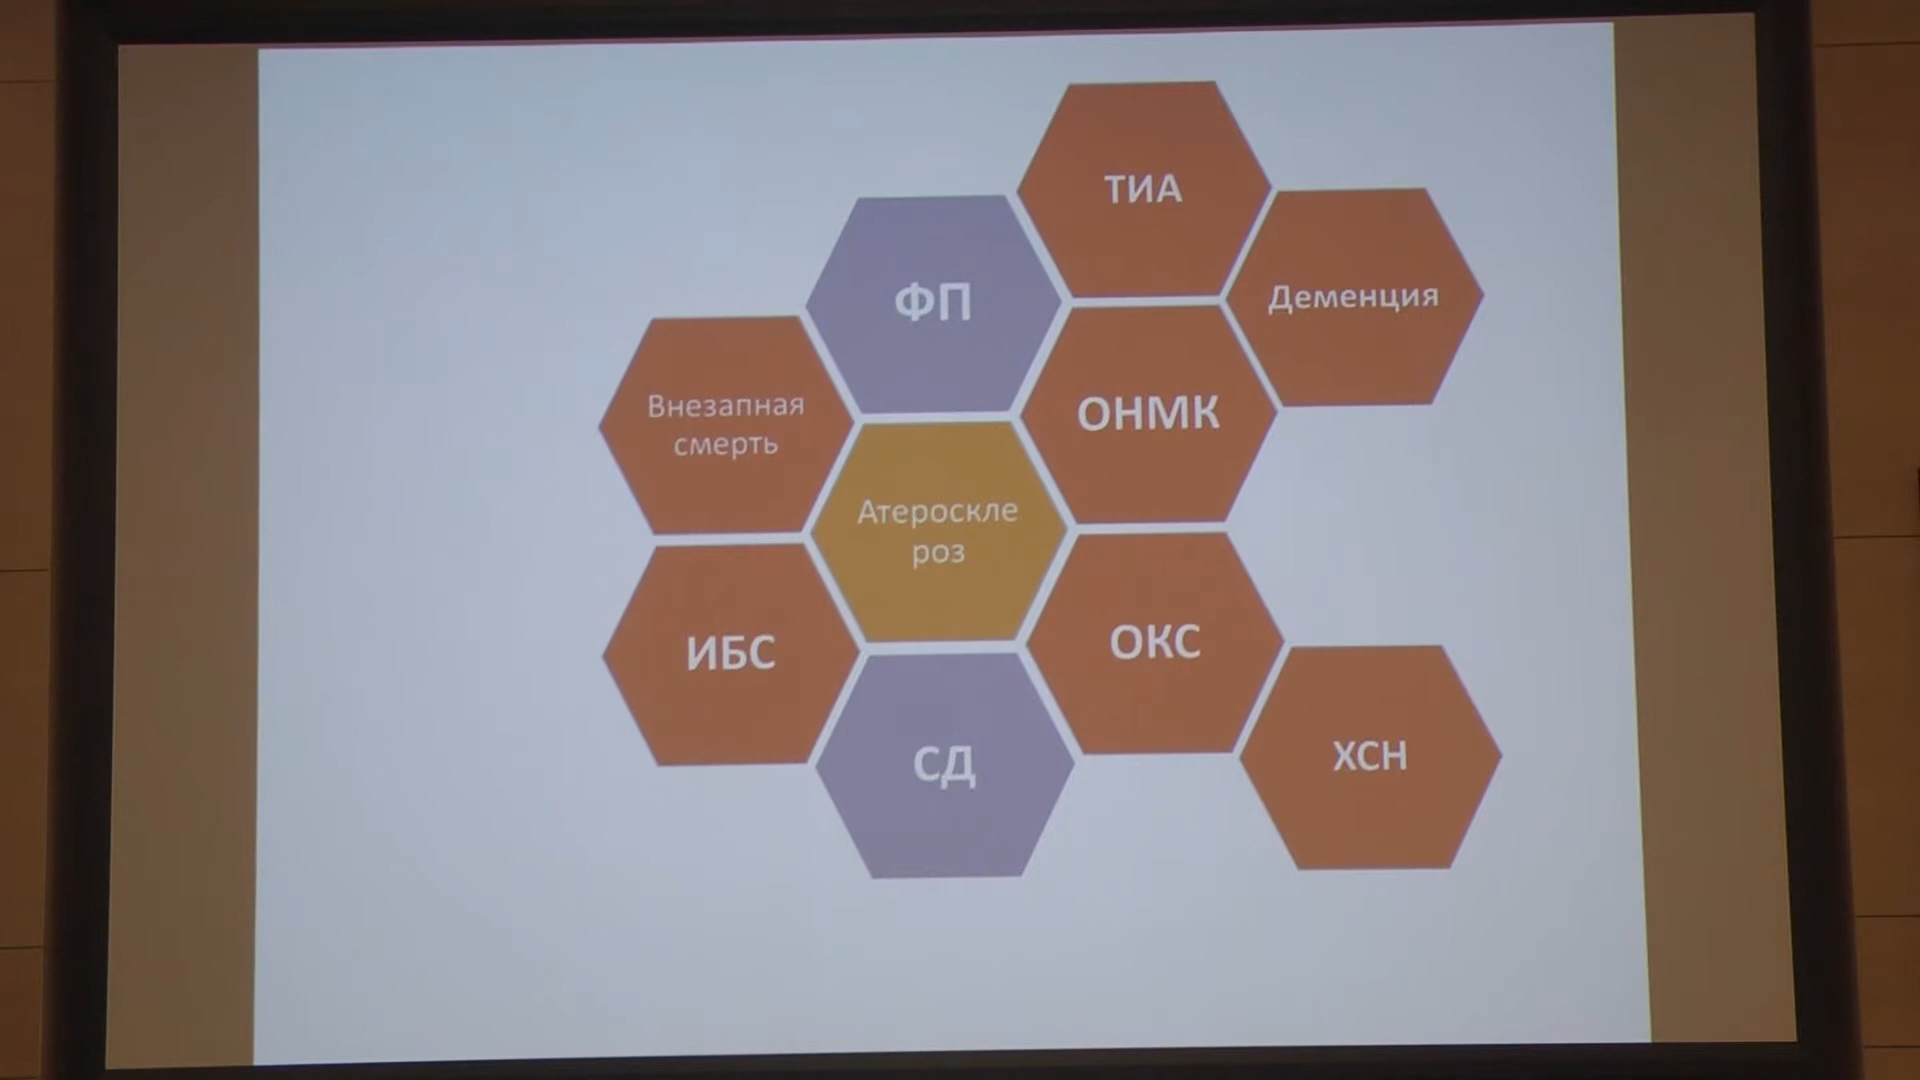 ТИА
Деменция
ФП
Внезапная
смерть
ОНМК
Атероскле
роз
ИБС
ОКС
СД
ХСН